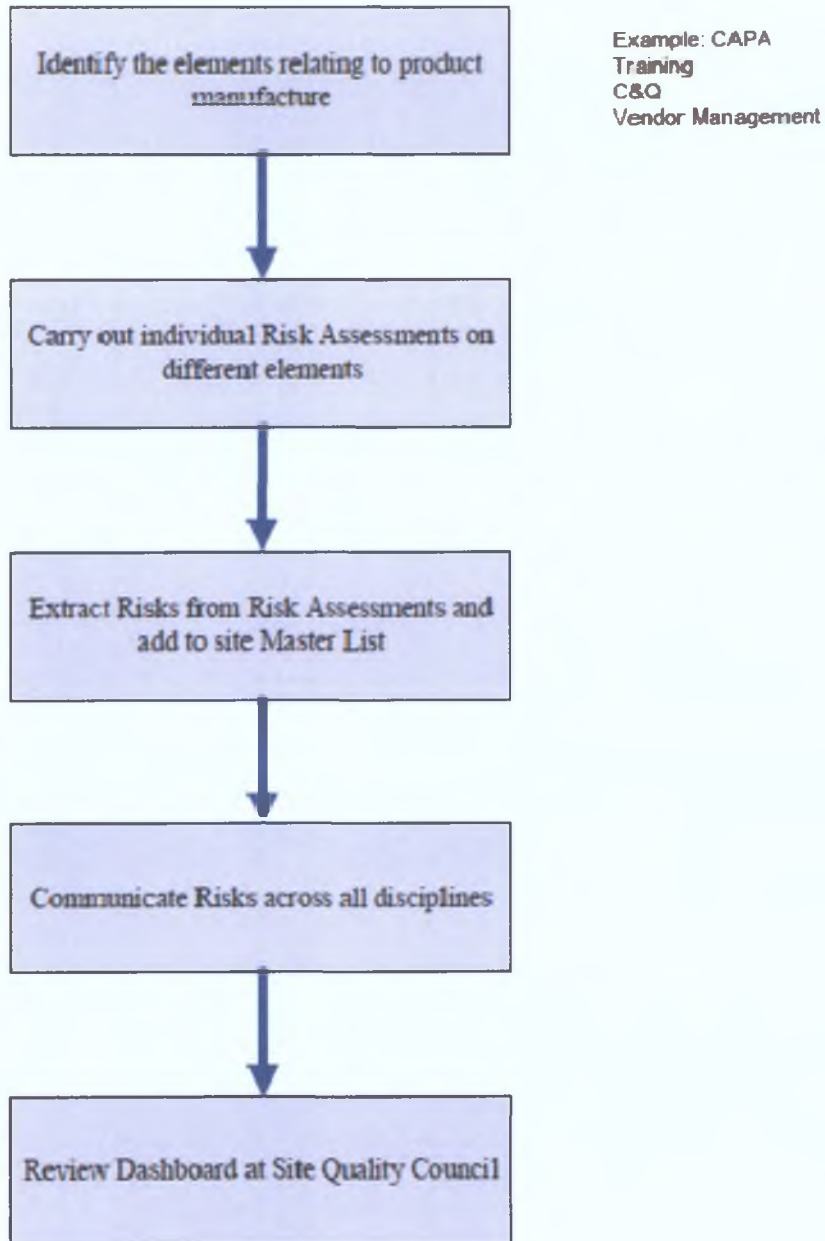 Identify the elements relating to product
manufacture
Example: CAPA
Training
C&Q
Vendor Management
Carry out individual Risk Assessments on
different elements
Extract Risks from Risk Assessments and
add to site Master List
Communicate Risks across all disciplines
Review Dashboard at Site Quality Council